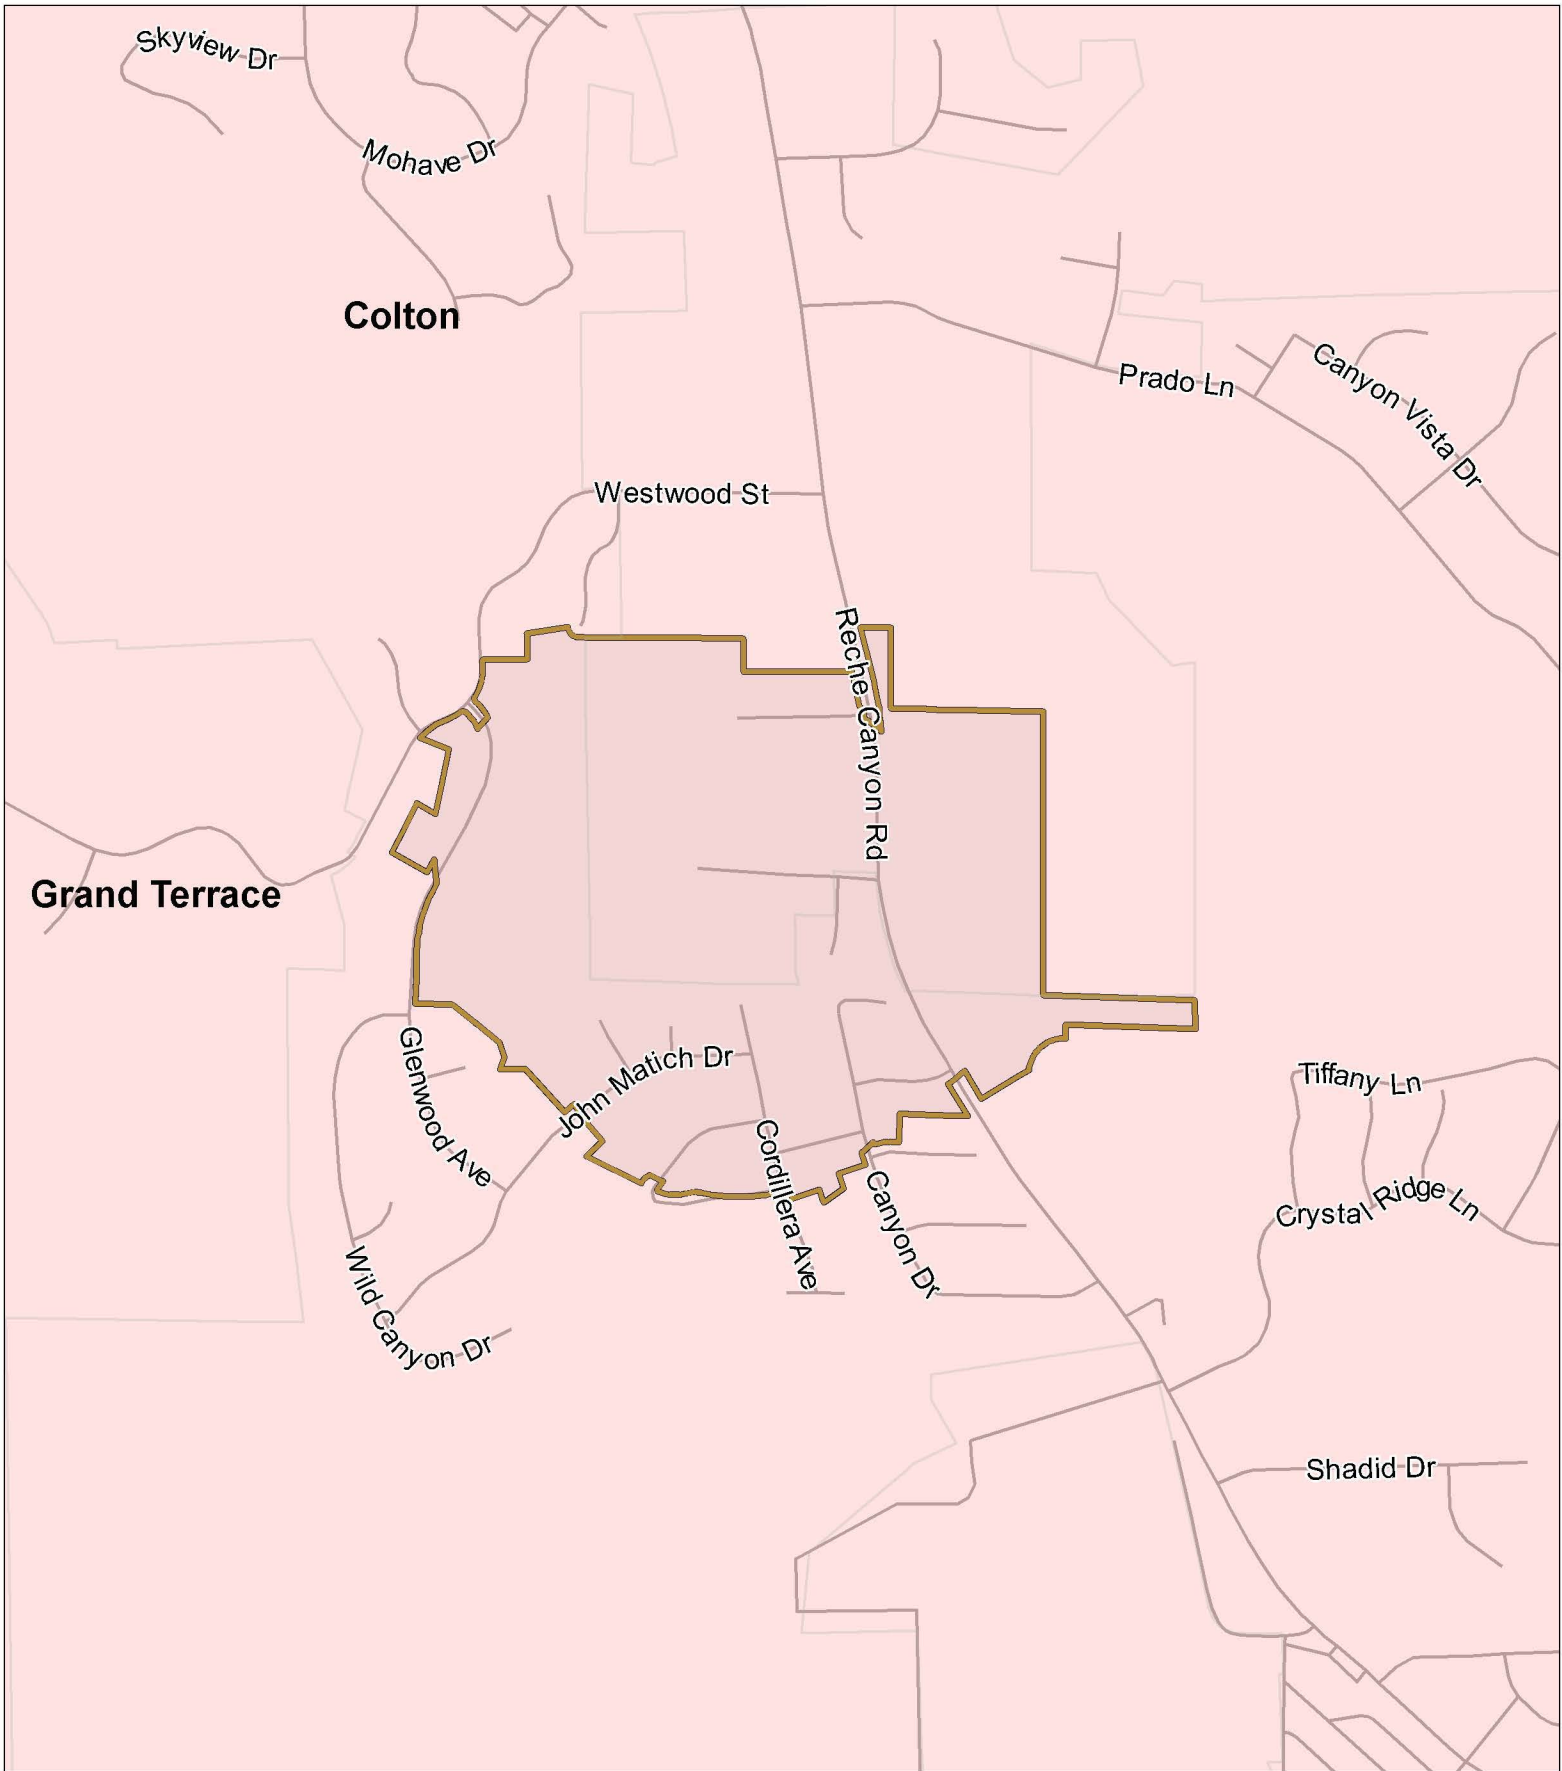 Skyview Dr
Mohave Dr
Colton
Prado Ln
Canyon Vista Dr
Westwood St
Reche Canyon Rd
Grand Terrace
Glenwood Ave
John Matich Dr
Tiffany Ln
Cordillera Ave
Canyon Dr
Crystal Ridge Ln
Wild Canyon Dr
Shadid Dr